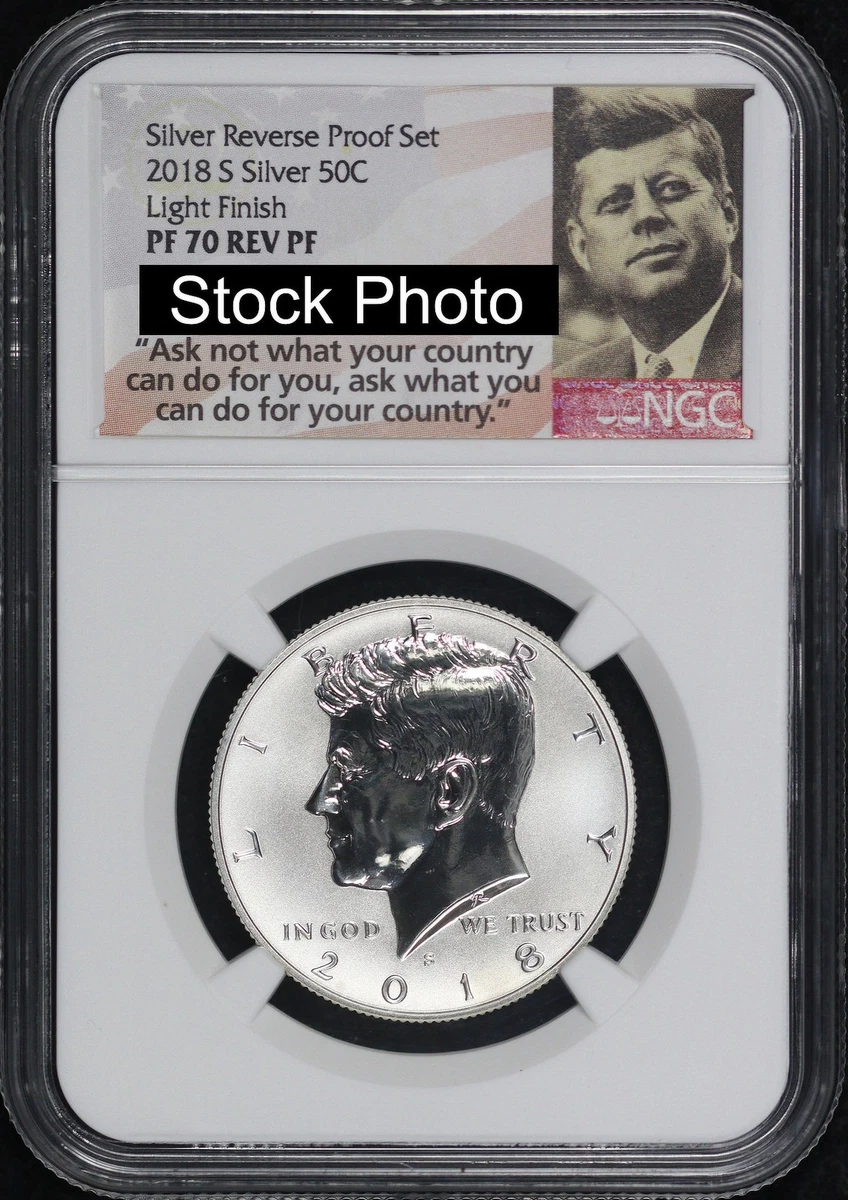 Silver Reverse Proof Set
2018 S Silver 50C
Light Finish
PF 70 REV PF
Stock Photo
“Ask not what your country
can do for you, ask what you
can do for your country.”
NGC
LIBERTY
IN GOD WE TRUST
S
2018